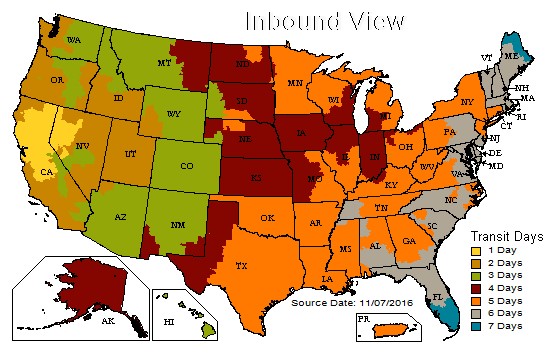 Inbound View
WA
MT
ND
MN
VT
ME
OR
ID
SD
WI
MI
NY
NH
MA
WY
RI
CT
NV
UT
NE
IA
PA
NJ
CA
CO
KS
MO
IL
IN
OH
DE
MD
WV
VA
KY
AZ
NM
OK
AR
TN
NC
SC
TX
LA
MS
AL
GA
FL
AK
HI
PR
Source Date: 11/07/2016
Transit Days
1 Day
2 Days
3 Days
4 Days
5 Days
6 Days
7 Days